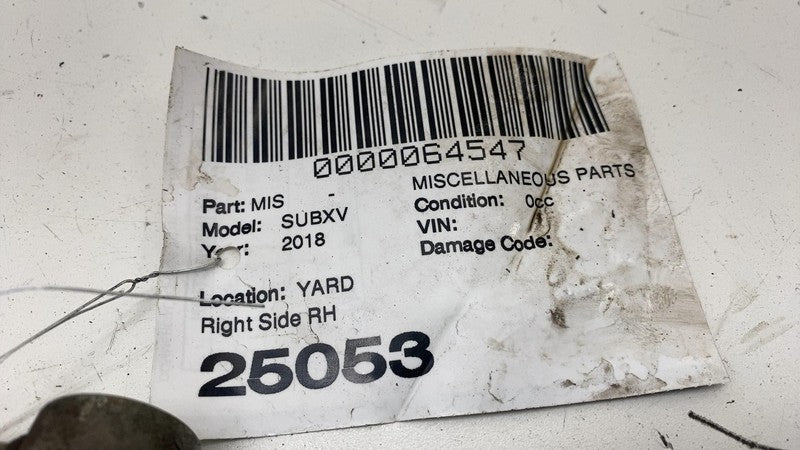 0000064547
Part: MIS - MISCELLANEOUS PARTS
Model: SUBXV Condition: 0cc
Year: 2018 VIN:
Damage Code:
Location: YARD
Right Side RH
25053